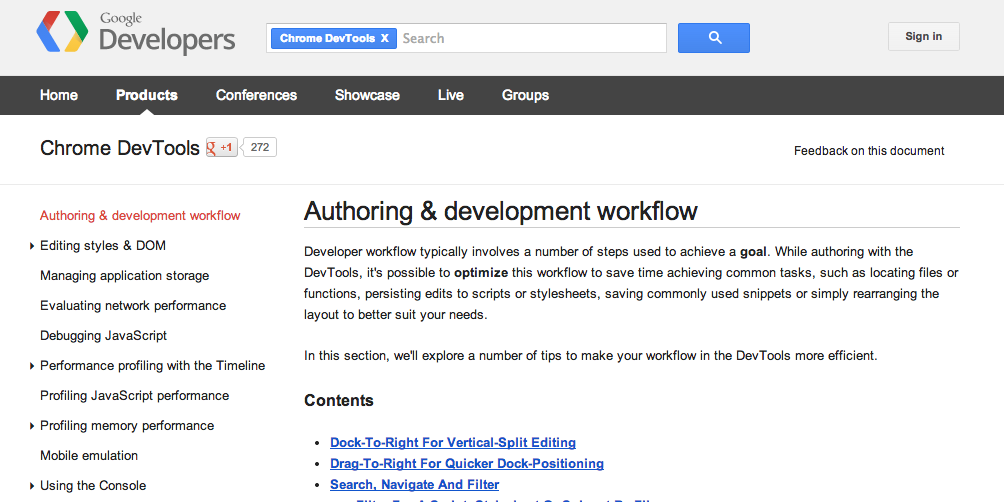 Google
Developers
Chrome DevTools X Search
Sign in
Home Products Conferences Showcase Live Groups
Chrome DevTools +1 272
Feedback on this document
Authoring & development workflow
Editing styles & DOM
Managing application storage
Evaluating network performance
Debugging JavaScript
Performance profiling with the Timeline
Profiling JavaScript performance
Profiling memory performance
Mobile emulation
Using the Console
Authoring & development workflow
Developer workflow typically involves a number of steps used to achieve a goal. While authoring with the
DevTools, it's possible to optimize this workflow to save time achieving common tasks, such as locating files or
functions, persisting edits to scripts or stylesheets, saving commonly used snippets or simply rearranging the
layout to better suit your needs.
In this section, we'll explore a number of tips to make your workflow in the DevTools more efficient.
Contents
• Dock-To-Right For Vertical-Split Editing
• Drag-To-Right For Quicker Dock-Positioning
• Search, Navigate And Filter